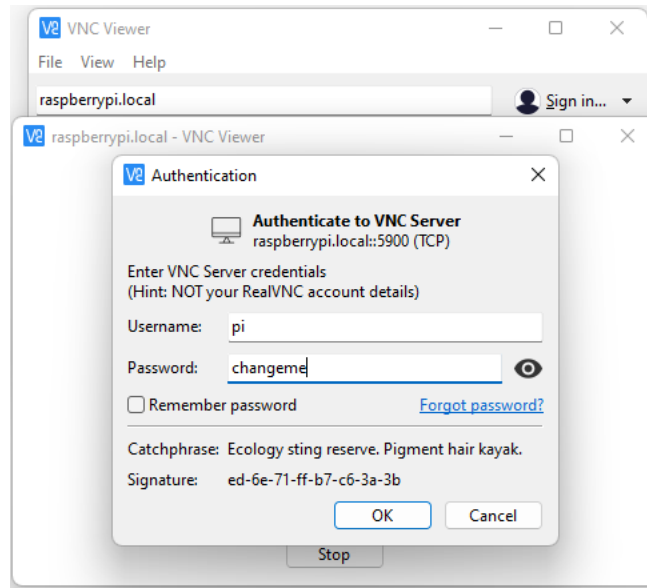 VNC Viewer
File View Help
raspberrypi.local
Sign in...
raspberrypi.local - VNC Viewer
Authentication
Authenticate to VNC Server
raspberrypi.local::5900 (TCP)
Enter VNC Server credentials
(Hint: NOT your RealVNC account details)
Username: pi
Password: changeme
Remember password Forgot password?
Catchphrase: Ecology sting reserve. Pigment hair kayak.
Signature: ed-6e-71-ff-b7-c6-3a-3b
OK Cancel
Stop